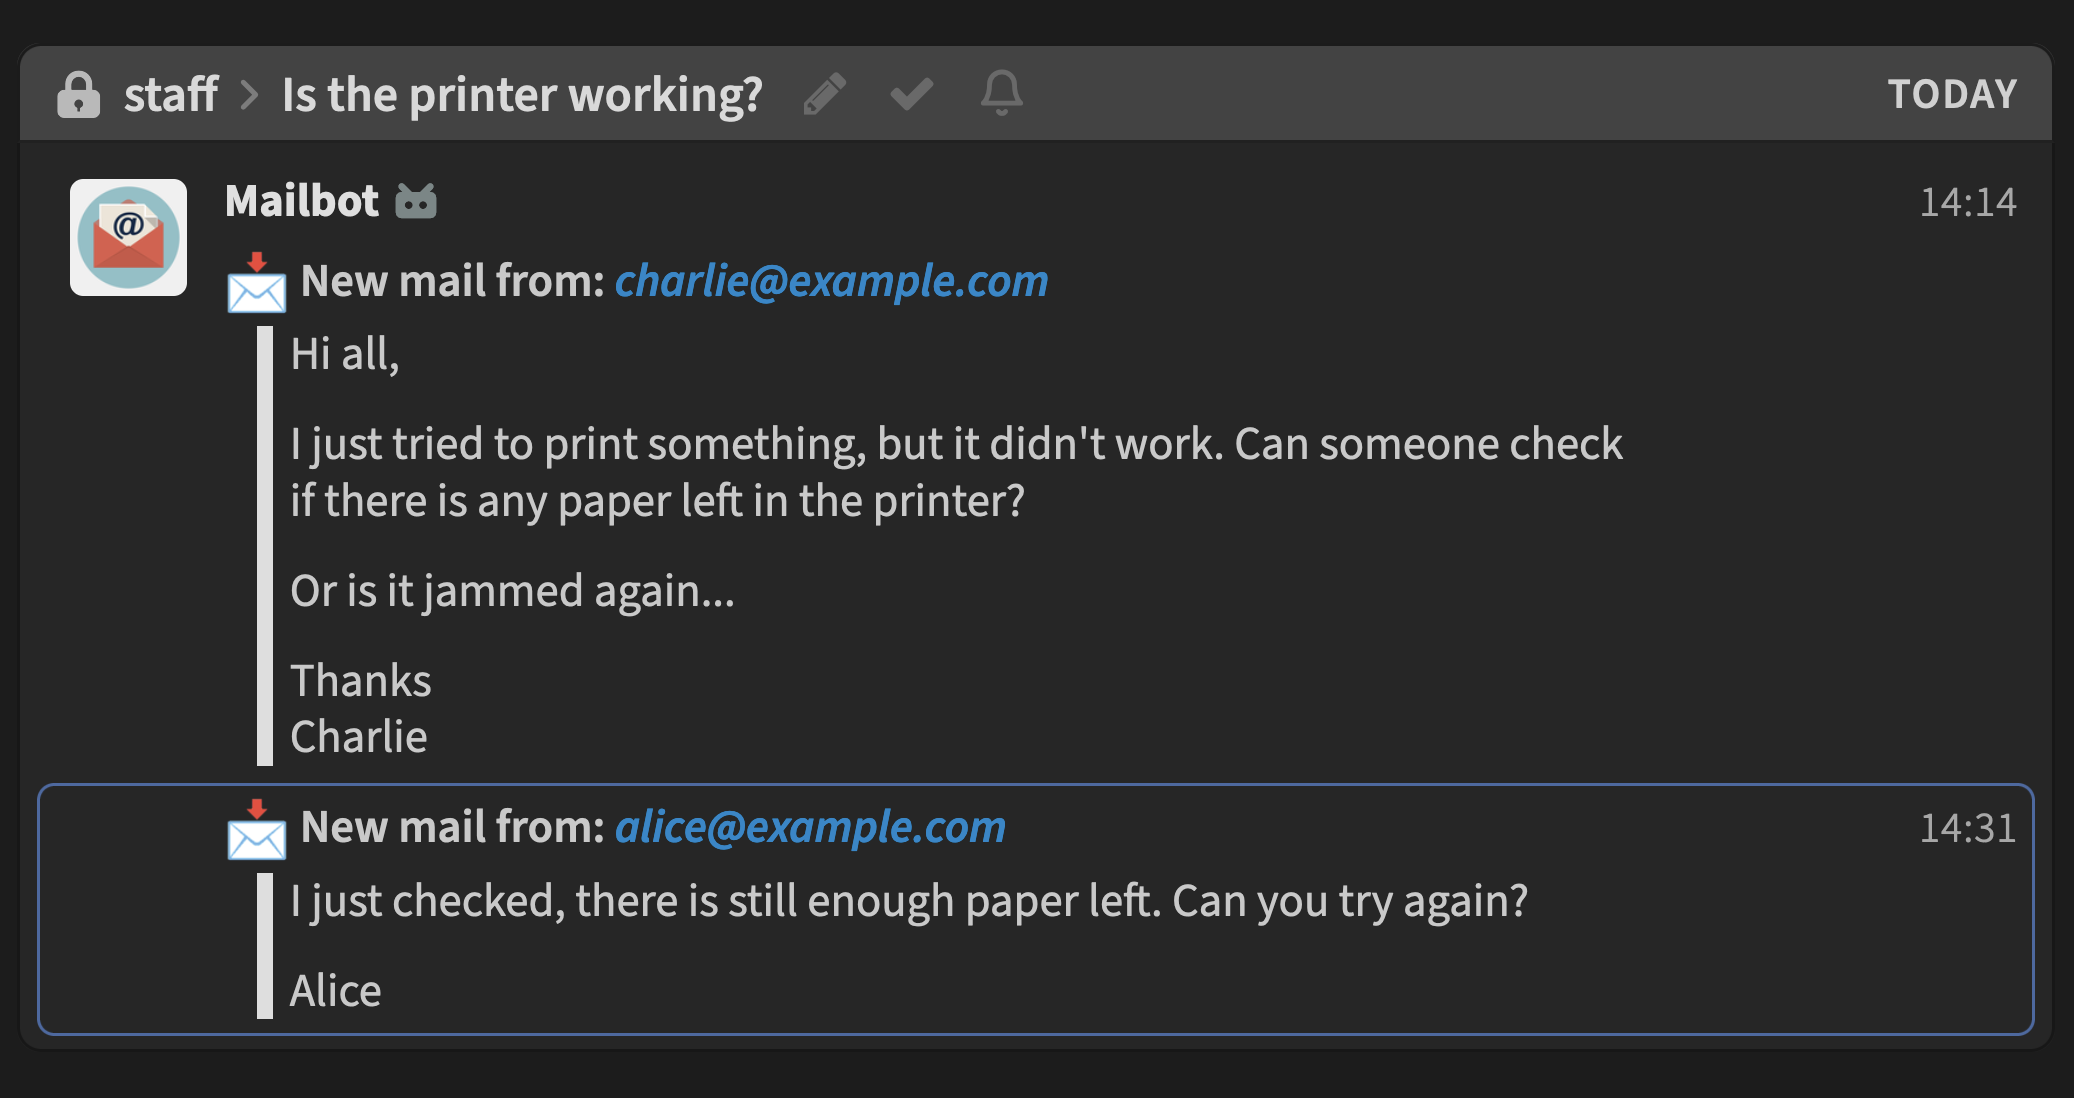 staff > Is the printer working? TODAY
Mailbot 14:14
@
New mail from: charlie@example.com
Hi all,
I just tried to print something, but it didn't work. Can someone check
if there is any paper left in the printer?
Or is it jammed again...
Thanks
Charlie
New mail from: alice@example.com 14:31
I just checked, there is still enough paper left. Can you try again?
Alice